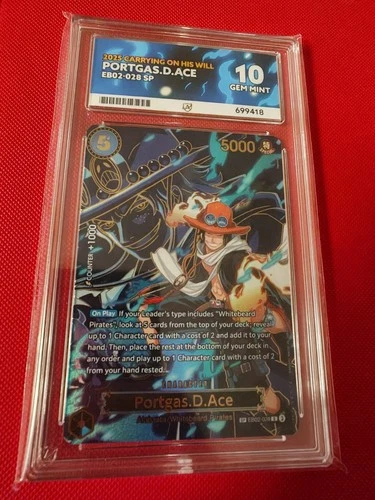 2025 CARRYING ON HIS WILL
PORTGAS.D.ACE
EB02-028 SP
10
GEM MINT
699418
5
5000
COUNTER +1000
On Play If your Leader's type includes "Whitebeard
Pirates", look at 5 cards from the top of your deck; reveal
up to 1 Character card with a cost of 2 and add it to your
hand. Then, place the rest at the bottom of your deck in
any order and play up to 1 Character card with a cost of 2
from your hand rested.
CHARACTER
Portgas.D.Ace
Alabasta/Whitebeard Pirates
SP EB02-028